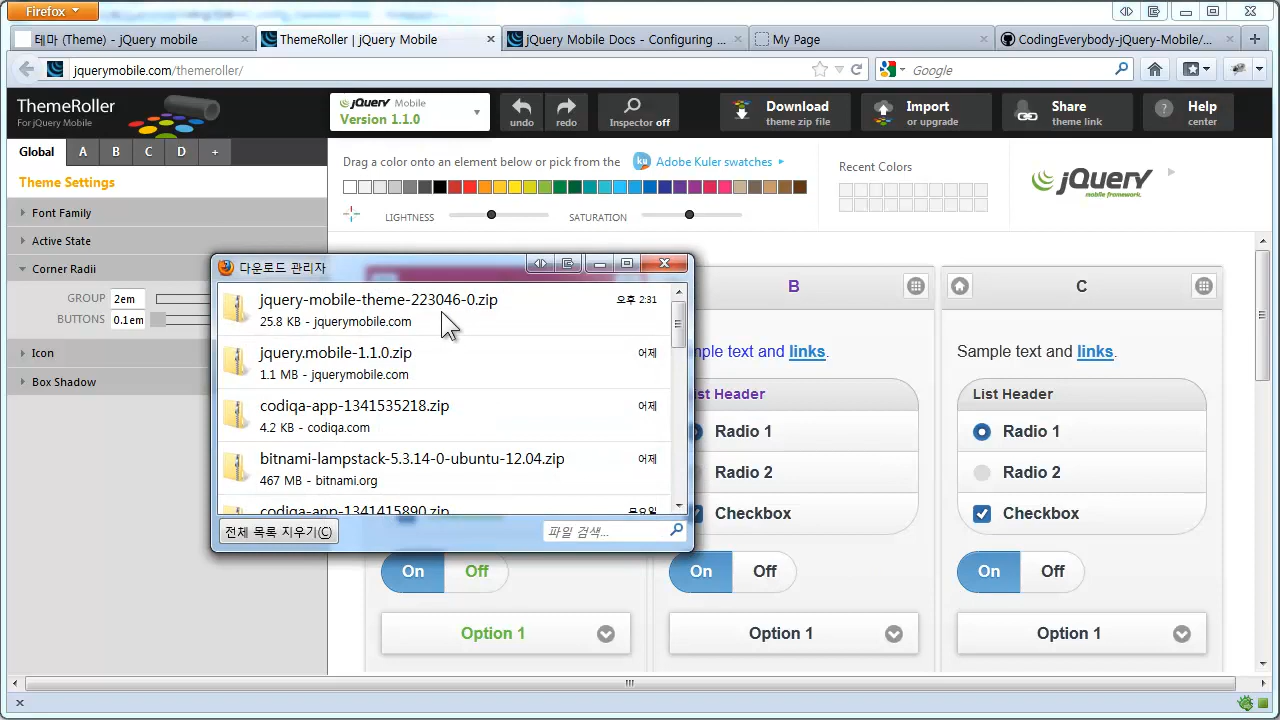 Firefox
테마 (Theme) - jQuery mobile
ThemeRoller | jQuery Mobile
jQuery Mobile Docs - Configuring ...
My Page
CodingEverybody-jQuery-Mobile/...
jquerymobile.com/themeroller/
Google
ThemeRoller
For jQuery Mobile
jQuery Mobile
Version 1.1.0
undo
redo
Inspector off
Download
theme zip file
Import
or upgrade
Share
theme link
Help
center
Global
A
B
C
D
+
Drag a color onto an element below or pick from the
ku
Adobe Kuler swatches
Recent Colors
jQuery
mobile framework.
LIGHTNESS
SATURATION
Theme Settings
Font Family
Active State
Corner Radii
GROUP
2em
BUTTONS
0.1em
Icon
Box Shadow
다운로드 관리자
jquery-mobile-theme-223046-0.zip
오후 2:31
25.8 KB - jquerymobile.com
jquery.mobile-1.1.0.zip
어제
1.1 MB - jquerymobile.com
codiqa-app-1341535218.zip
어제
4.2 KB - codiqa.com
bitnami-lampstack-5.3.14-0-ubuntu-12.04.zip
어제
467 MB - bitnami.org
codiqa-app-1341415890.zip
목요일
전체 목록 지우기(C)
파일 검색...
B
ple text and links.
st Header
Radio 1
Radio 2
Checkbox
On
Off
Option 1
C
Sample text and links.
List Header
Radio 1
Radio 2
Checkbox
On
Off
Option 1
On
Off
Option 1